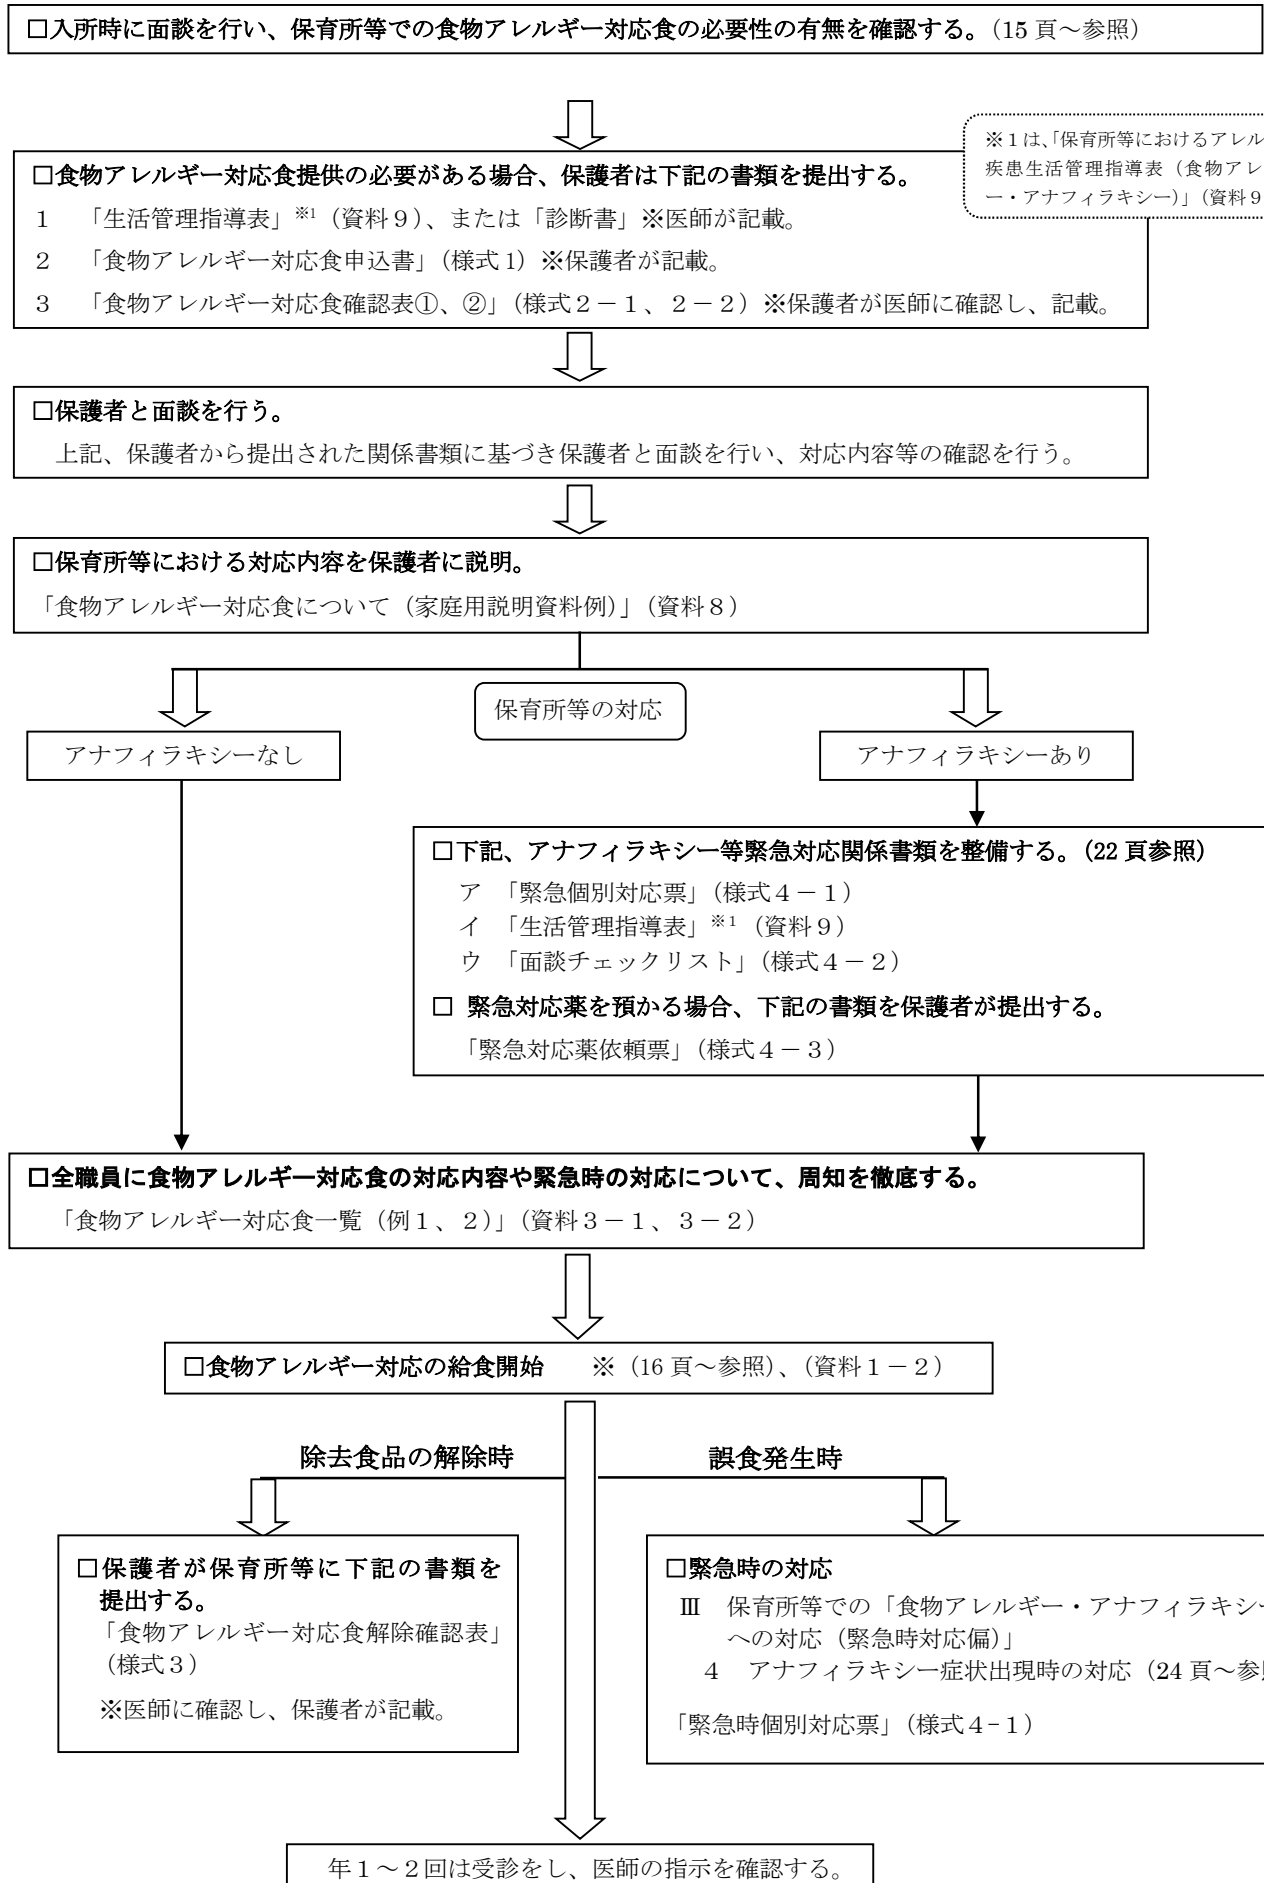 □入所時に面談を行い、保育所等での食物アレルギー対応食の必要性の有無を確認する。（15 頁～参照）
※１は、「保育所等におけるアレル
疾患生活管理指導表（食物アレ
ー・アナフィラキシー）」（資料９
□食物アレルギー対応食提供の必要がある場合、保護者は下記の書類を提出する。
１　「生活管理指導表」※1（資料９）、または「診断書」※医師が記載。
２　「食物アレルギー対応食申込書」（様式 1）※保護者が記載。
３　「食物アレルギー対応食確認表①、②」（様式２－１、２－２）※保護者が医師に確認し、記載。
□保護者と面談を行う。
上記、保護者から提出された関係書類に基づき保護者と面談を行い、対応内容等の確認を行う。
□保育所等における対応内容を保護者に説明。
「食物アレルギー対応食について（家庭用説明資料例）」（資料８）
保育所等の対応
アナフィラキシーなし
アナフィラキシーあり
□下記、アナフィラキシー等緊急対応関係書類を整備する。（22 頁参照）
ア　「緊急個別対応票」（様式４－１）
イ　「生活管理指導表」※1（資料９）
ウ　「面談チェックリスト」（様式４－２）
□ 緊急対応薬を預かる場合、下記の書類を保護者が提出する。
「緊急対応薬依頼票」（様式４－３）
□全職員に食物アレルギー対応食の対応内容や緊急時の対応について、周知を徹底する。
「食物アレルギー対応食一覧（例１、２）」（資料３－１、３－２）
□食物アレルギー対応の給食開始　※（16 頁～参照）、（資料１－２）
除去食品の解除時
誤食発生時
□保護者が保育所等に下記の書類を
提出する。
「食物アレルギー対応食解除確認表」
（様式３）
※医師に確認し、保護者が記載。
□緊急時の対応
Ⅲ　保育所等での「食物アレルギー・アナフィラキシー
への対応（緊急時対応偏）」
４　アナフィラキシー症状出現時の対応（24 頁～参照
「緊急時個別対応票」（様式４-１）
年１～２回は受診をし、医師の指示を確認する。